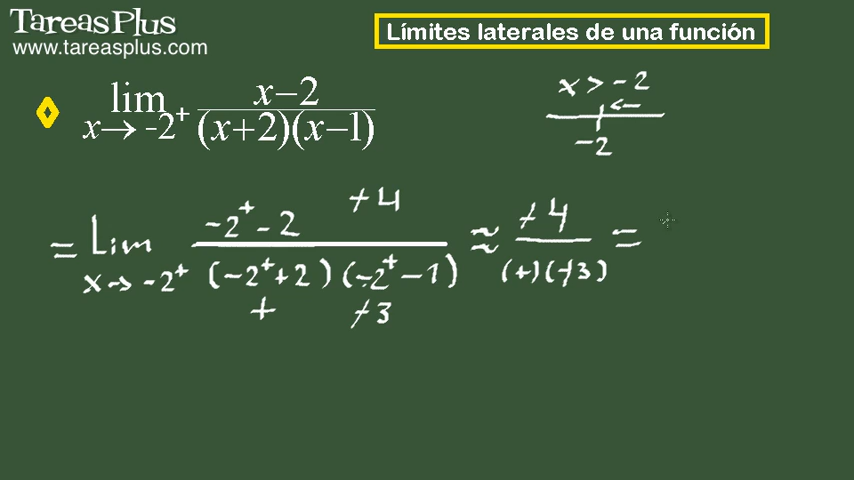 TareasPlus
www.tareasplus.com
Límites laterales de una función
lim x→ -2⁺ x−2 / (x+2)(x−1)
x > -2
←
-2
= Lim x → -2⁺ -2⁺ - 2 / (-2⁺ + 2) (-2⁺ - 1) ≈ -4 / (+)(-3) =
-4
+ -3